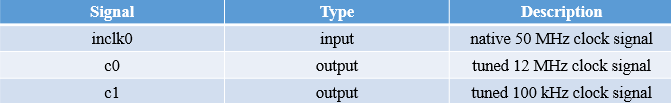 Signal Type Description
inclk0 input native 50 MHz clock signal
c0 output tuned 12 MHz clock signal
c1 output tuned 100 kHz clock signal